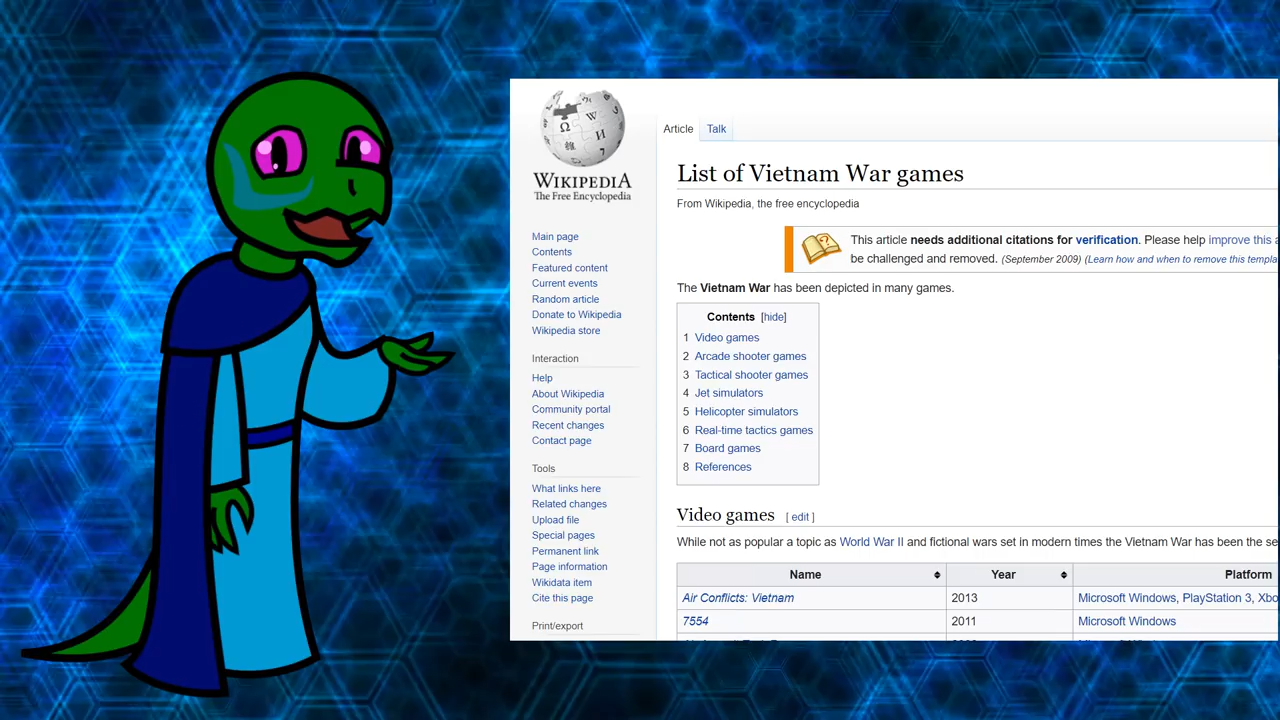 WIKIPEDIA
The Free Encyclopedia
Main page
Contents
Featured content
Current events
Random article
Donate to Wikipedia
Wikipedia store
Interaction
Help
About Wikipedia
Community portal
Recent changes
Contact page
Tools
What links here
Related changes
Upload file
Special pages
Permanent link
Page information
Wikidata item
Cite this page
Print/export
Article Talk
List of Vietnam War games
From Wikipedia, the free encyclopedia
This article needs additional citations for verification. Please help improve this
be challenged and removed. (September 2009) (Learn how and when to remove this
The Vietnam War has been depicted in many games.
Contents [hide]
1 Video games
2 Arcade shooter games
3 Tactical shooter games
4 Jet simulators
5 Helicopter simulators
6 Real-time tactics games
7 Board games
8 References
Video games [ edit ]
While not as popular a topic as World War II and fictional wars set in modern times the Vietnam War has been the
Name Year Platform
Air Conflicts: Vietnam 2013 Microsoft Windows, PlayStation 3,
7554 2011 Microsoft Windows